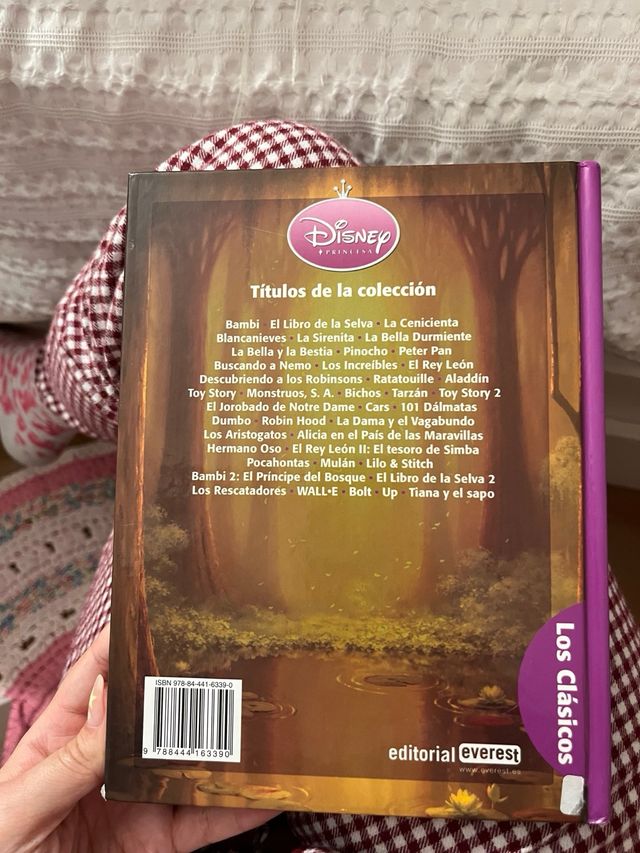 DISNEY
PRINCESA
Títulos de la colección
Bambi · El Libro de la Selva · La Cenicienta
Blancanieves · La Sirenita · La Bella Durmiente
La Bella y la Bestia · Pinocho · Peter Pan
Buscando a Nemo · Los Increíbles · El Rey León
Descubriendo a los Robinsons · Ratatouille · Aladdín
Toy Story · Monstruos, S. A. · Bichos · Tarzán · Toy Story 2
El Jorobado de Notre Dame · Cars · 101 Dálmatas
Dumbo · Robin Hood · La Dama y el Vagabundo
Los Aristogatos · Alicia en el País de las Maravillas
Hermano Oso · El Rey León II: El tesoro de Simba
Pocahontas · Mulán · Lilo & Stitch
Bambi 2: El Príncipe del Bosque · El Libro de la Selva 2
Los Rescatadores · WALL•E · Bolt · Up · Tiana y el sapo
Los Clásicos
ISBN 978-84-441-6339-0
9 788444 163390
editorial everest
www.everest.es